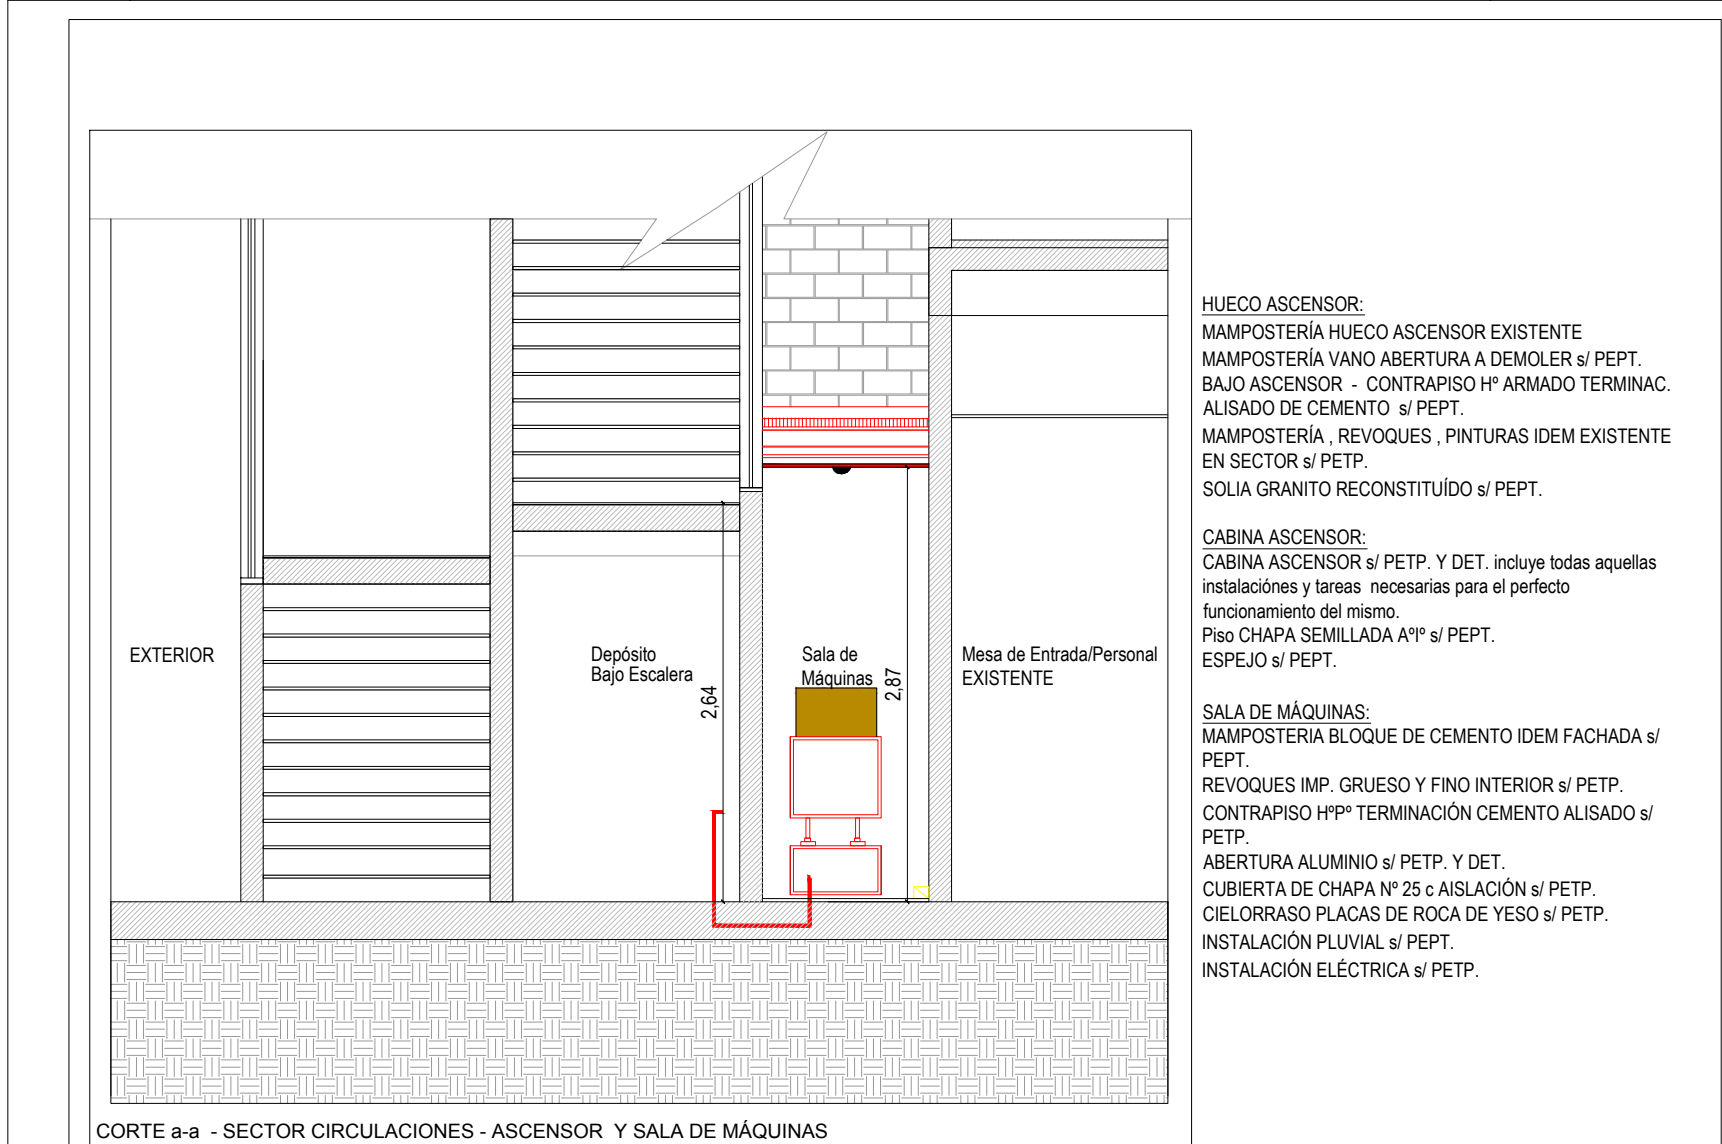 HUECO ASCENSOR:
MAMPOSTERÍA HUECO ASCENSOR EXISTENTE
MAMPOSTERÍA VANO ABERTURA A DEMOLER s/ PEPT.
BAJO ASCENSOR - CONTRAPISO Hº ARMADO TERMINAC.
ALISADO DE CEMENTO s/ PEPT.
MAMPOSTERÍA , REVOQUES , PINTURAS IDEM EXISTENTE
EN SECTOR s/ PETP.
SOLIA GRANITO RECONSTITUÍDO s/ PEPT.
CABINA ASCENSOR:
CABINA ASCENSOR s/ PETP. Y DET. incluye todas aquellas
instalaciónes y tareas necesarias para el perfecto
funcionamiento del mismo.
Piso CHAPA SEMILLADA AºIº s/ PEPT.
ESPEJO s/ PEPT.
SALA DE MÁQUINAS:
MAMPOSTERIA BLOQUE DE CEMENTO IDEM FACHADA s/
PEPT.
REVOQUES IMP. GRUESO Y FINO INTERIOR s/ PETP.
CONTRAPISO HºPº TERMINACIÓN CEMENTO ALISADO s/
PETP.
ABERTURA ALUMINIO s/ PETP. Y DET.
CUBIERTA DE CHAPA Nº 25 c AISLACIÓN s/ PETP.
CIELORRASO PLACAS DE ROCA DE YESO s/ PETP.
INSTALACIÓN PLUVIAL s/ PEPT.
INSTALACIÓN ELÉCTRICA s/ PETP.
EXTERIOR
Depósito
Bajo Escalera
2,64
Sala de
Máquinas
2,87
Mesa de Entrada/Personal
EXISTENTE
CORTE a-a - SECTOR CIRCULACIONES - ASCENSOR Y SALA DE MÁQUINAS